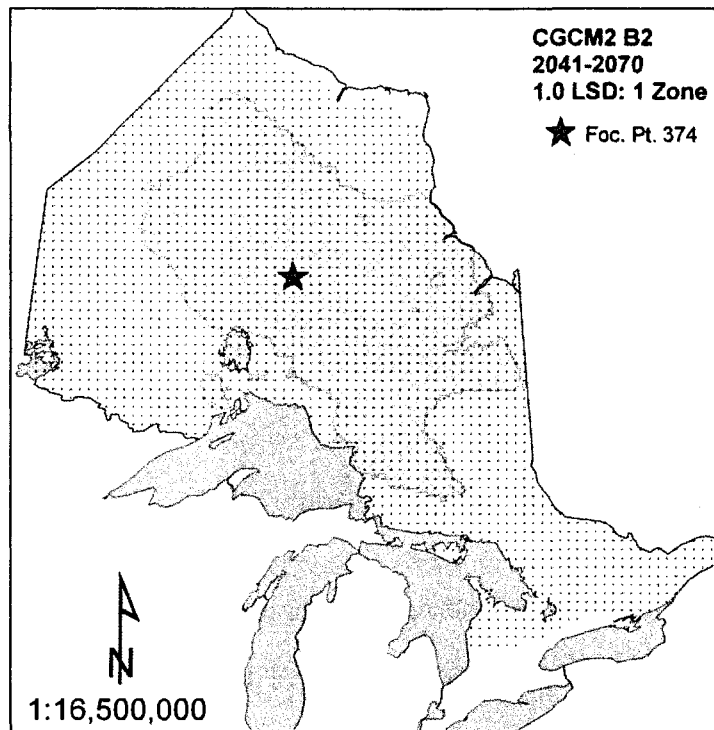 CGCM2 B2
2041-2070
1.0 LSD: 1 Zone
Foc. Pt. 374
N
1:16,500,000